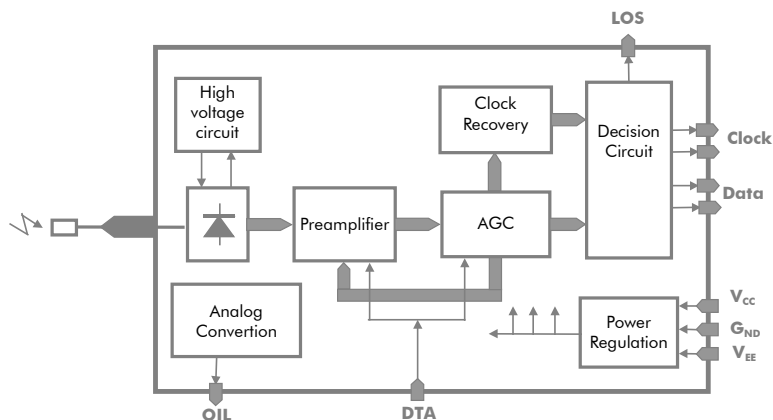 LOS
High
voltage
circuit
Clock
Recovery
Decision
Circuit
Clock
Data
Preamplifier
AGC
Analog
Convertion
Power
Regulation
VCC
GND
VEE
OIL
DTA